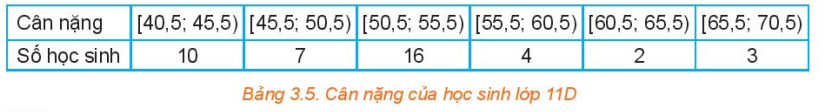 Cân nặng [40,5; 45,5) [45,5; 50,5) [50,5; 55,5) [55,5; 60,5) [60,5; 65,5) [65,5; 70,5)
Số học sinh 10 7 16 4 2 3
Bảng 3.5. Cân nặng của học sinh lớp 11D